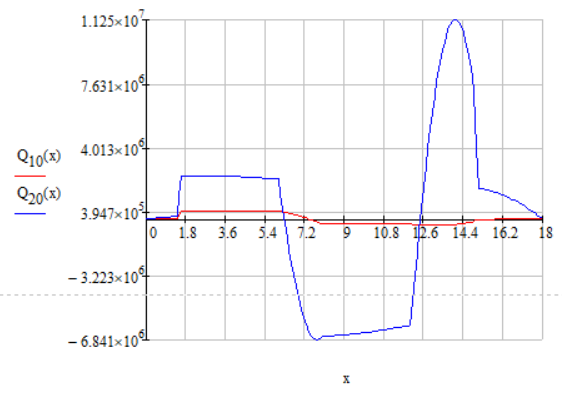 1.125×10⁷
7.631×10⁶
4.013×10⁶
Q₁₀(x)
Q₂₀(x)
3.947×10⁵
0 1.8 3.6 5.4 7.2 9 10.8 12.6 14.4 16.2 18
− 3.223×10⁶
− 6.841×10⁶
x